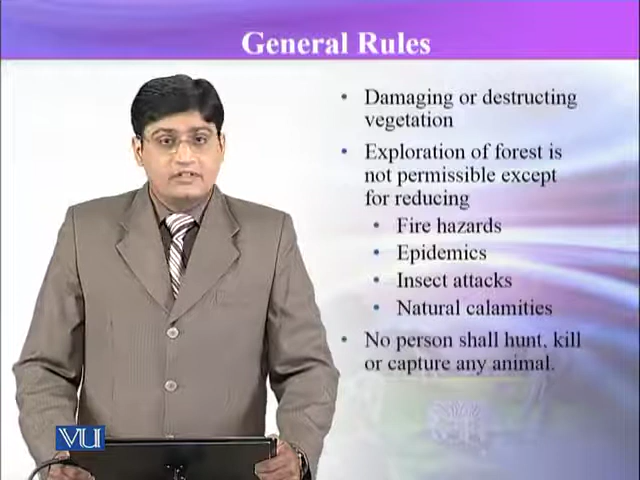 General Rules
• Damaging or destructing
vegetation
• Exploration of forest is
not permissible except
for reducing
• Fire hazards
• Epidemics
• Insect attacks
• Natural calamities
• No person shall hunt, kill
or capture any animal.
VU